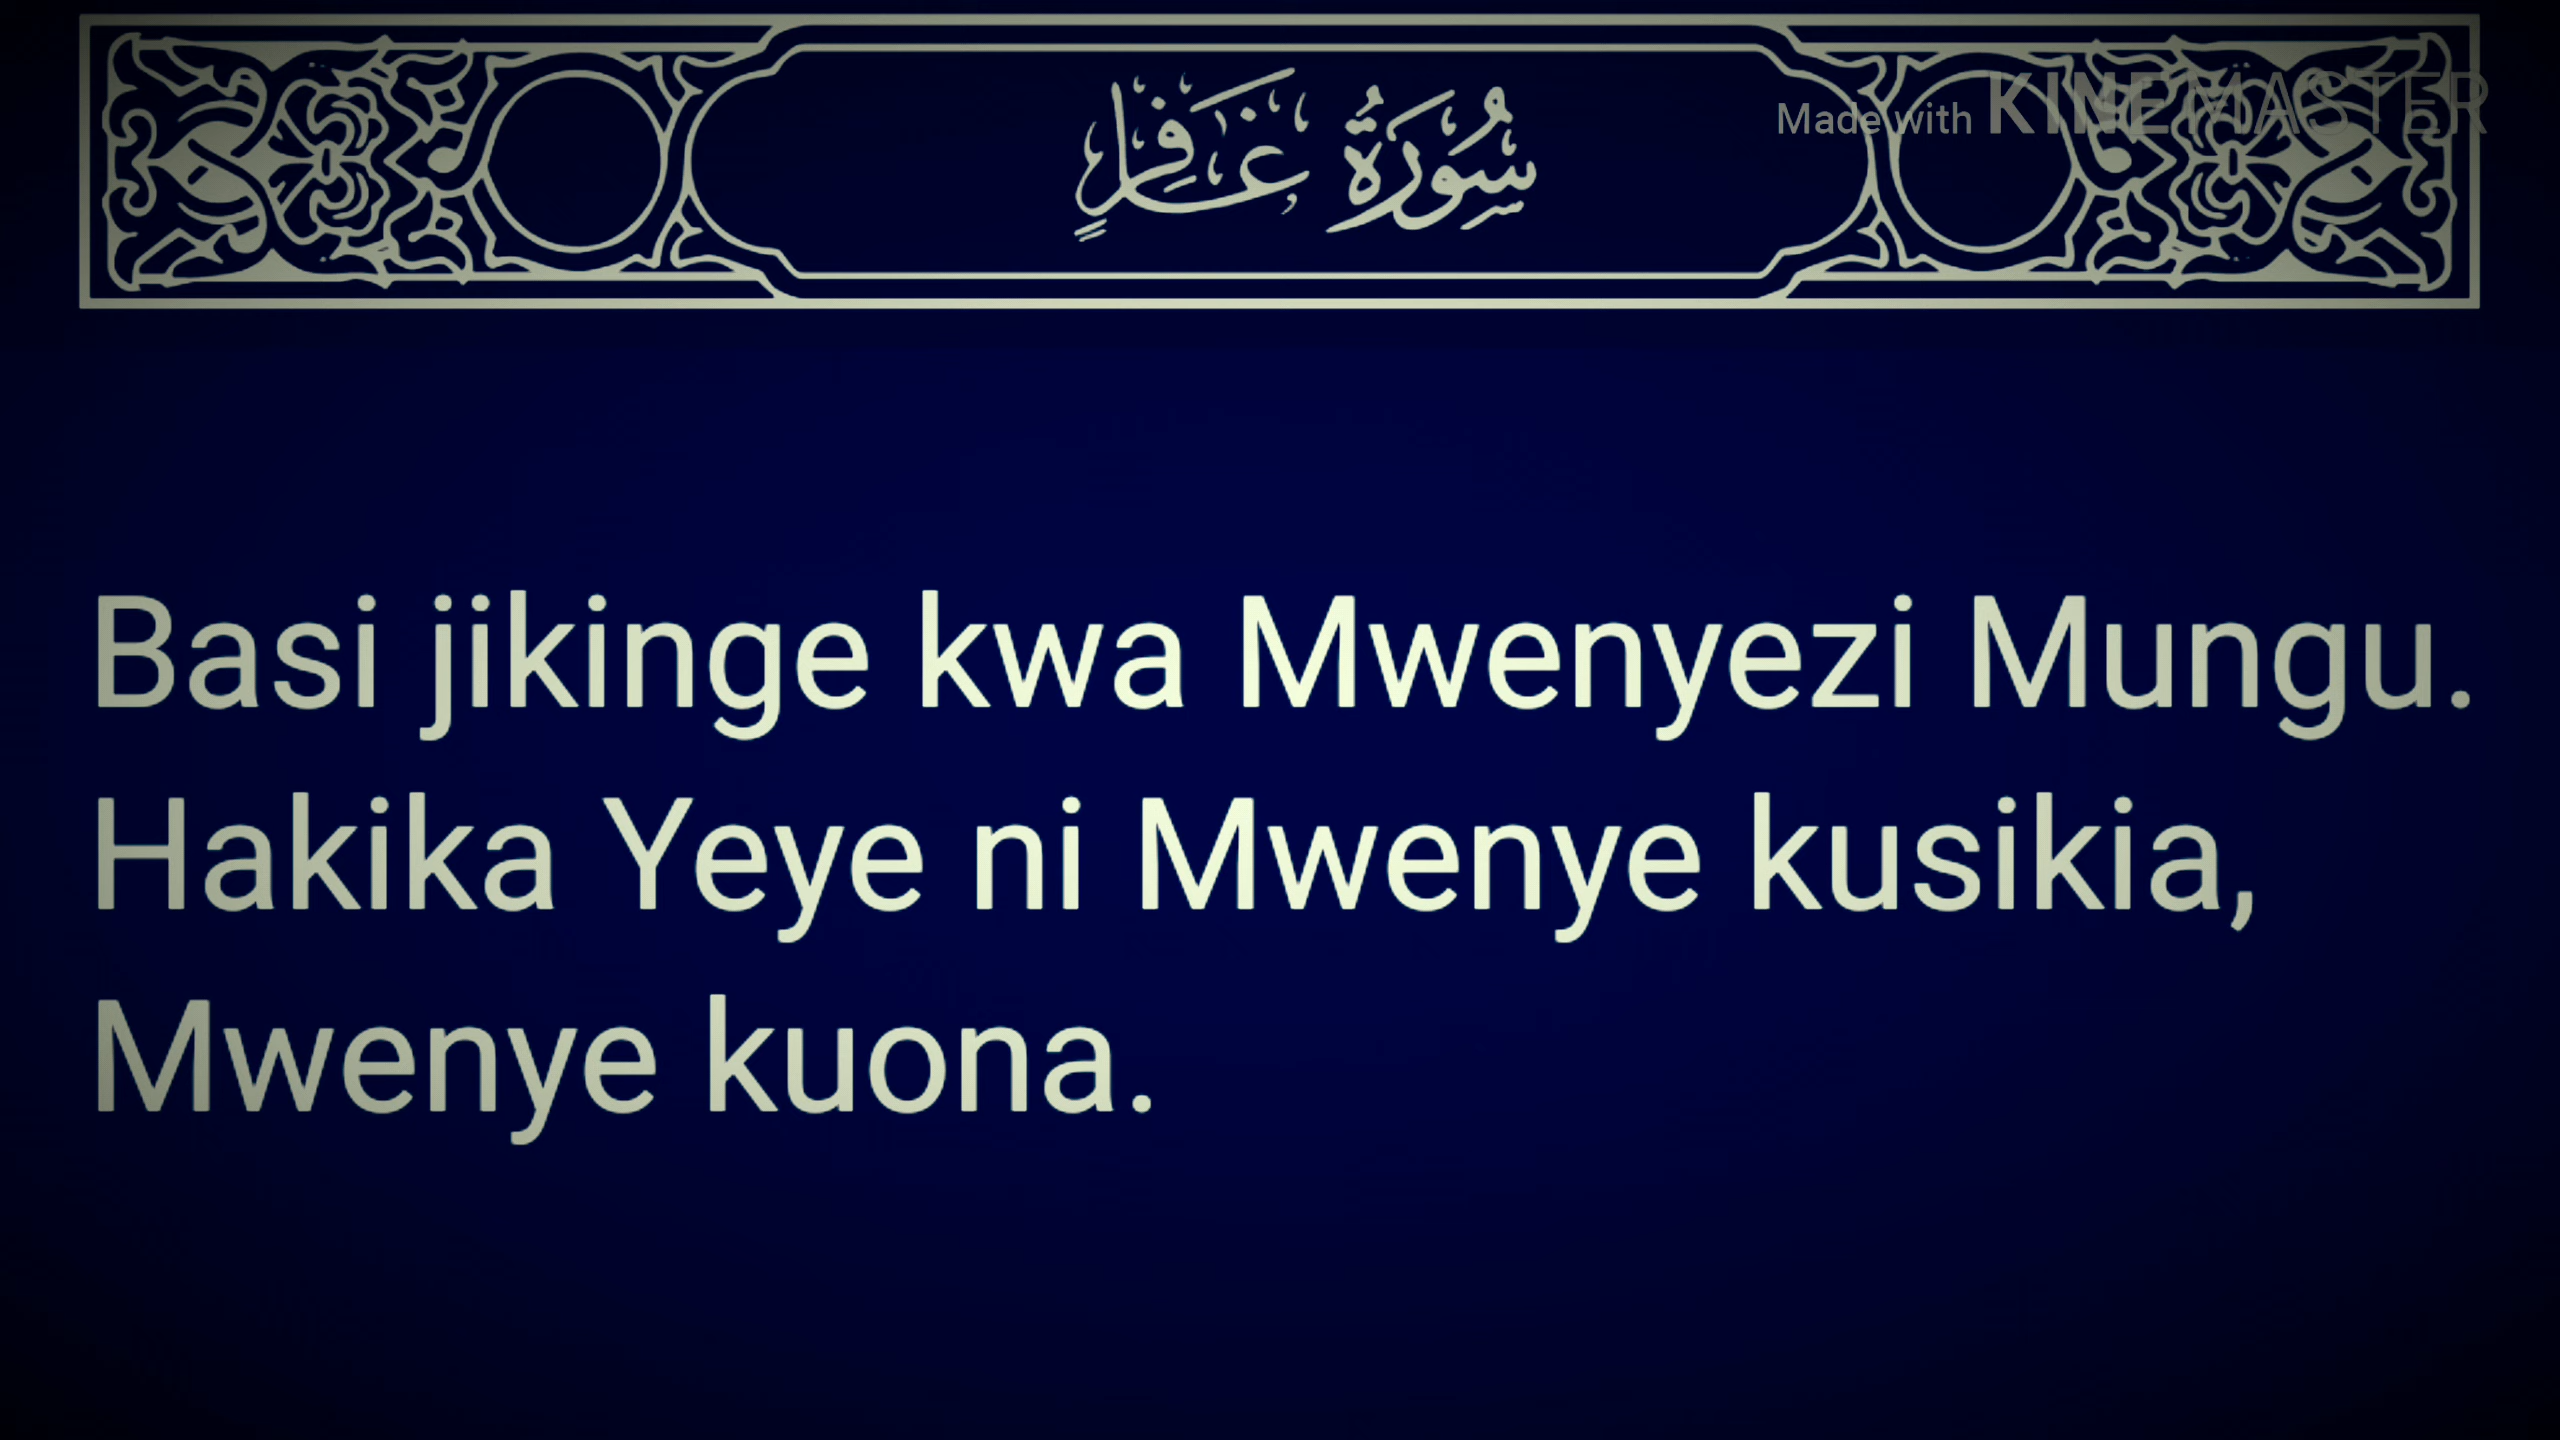 سُورَةُ غَافِرٍ
Made with KINEMASTER
Basi jikinge kwa Mwenyezi Mungu.
Hakika Yeye ni Mwenye kusikia,
Mwenye kuona.